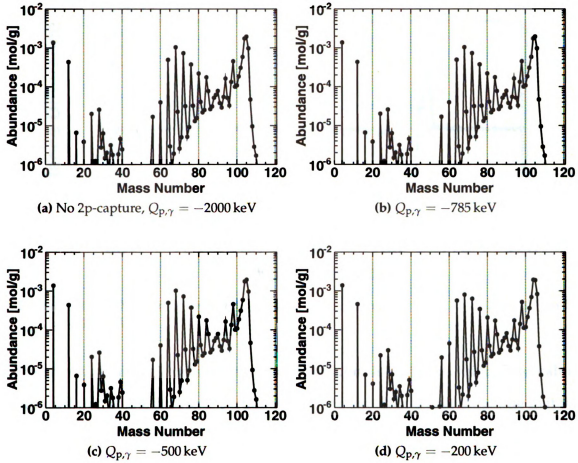 10⁻²
10⁻³
10⁻⁴
10⁻⁵
10⁻⁶
Abundance [mol/g]
0 20 40 60 80 100 120
Mass Number
(a) No 2p-capture, Qp,γ = −2000 keV
10⁻²
10⁻³
10⁻⁴
10⁻⁵
10⁻⁶
Abundance [mol/g]
0 20 40 60 80 100 120
Mass Number
(b) Qp,γ = −785 keV
10⁻²
10⁻³
10⁻⁴
10⁻⁵
10⁻⁶
Abundance [mol/g]
0 20 40 60 80 100 120
Mass Number
(c) Qp,γ = −500 keV
10⁻²
10⁻³
10⁻⁴
10⁻⁵
10⁻⁶
Abundance [mol/g]
0 20 40 60 80 100 120
Mass Number
(d) Qp,γ = −200 keV